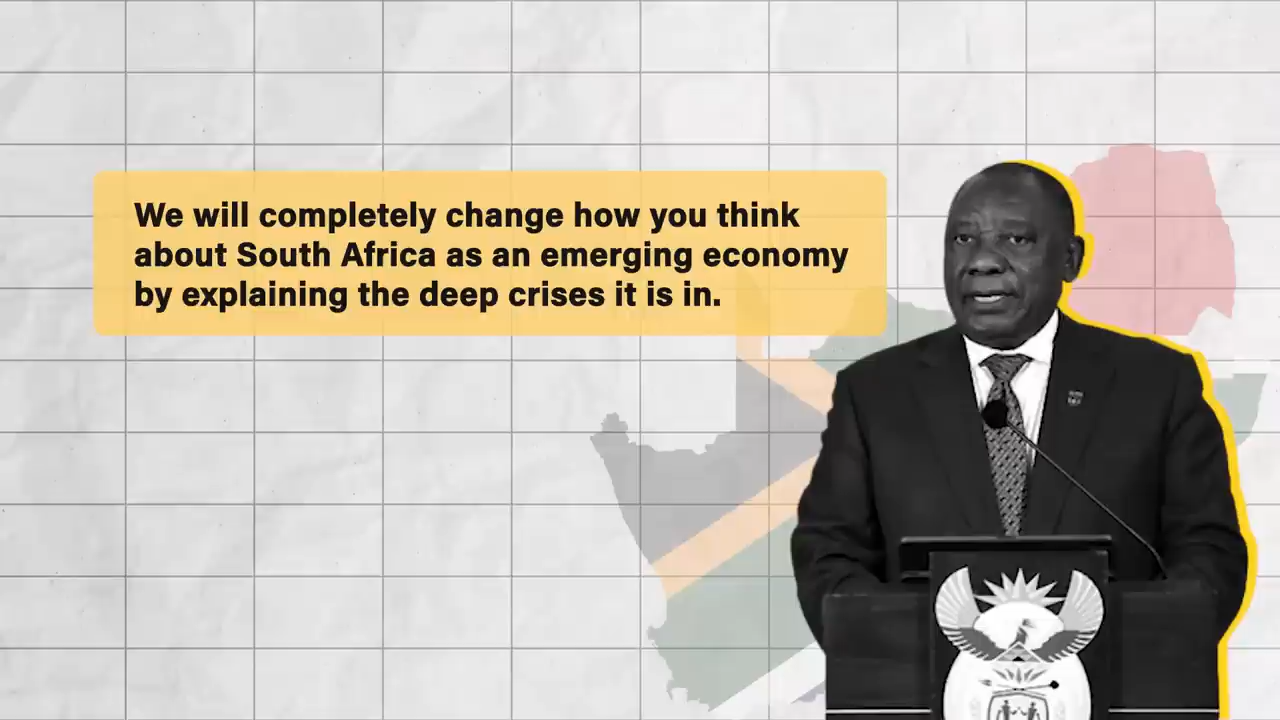 We will completely change how you think
about South Africa as an emerging economy
by explaining the deep crises it is in.